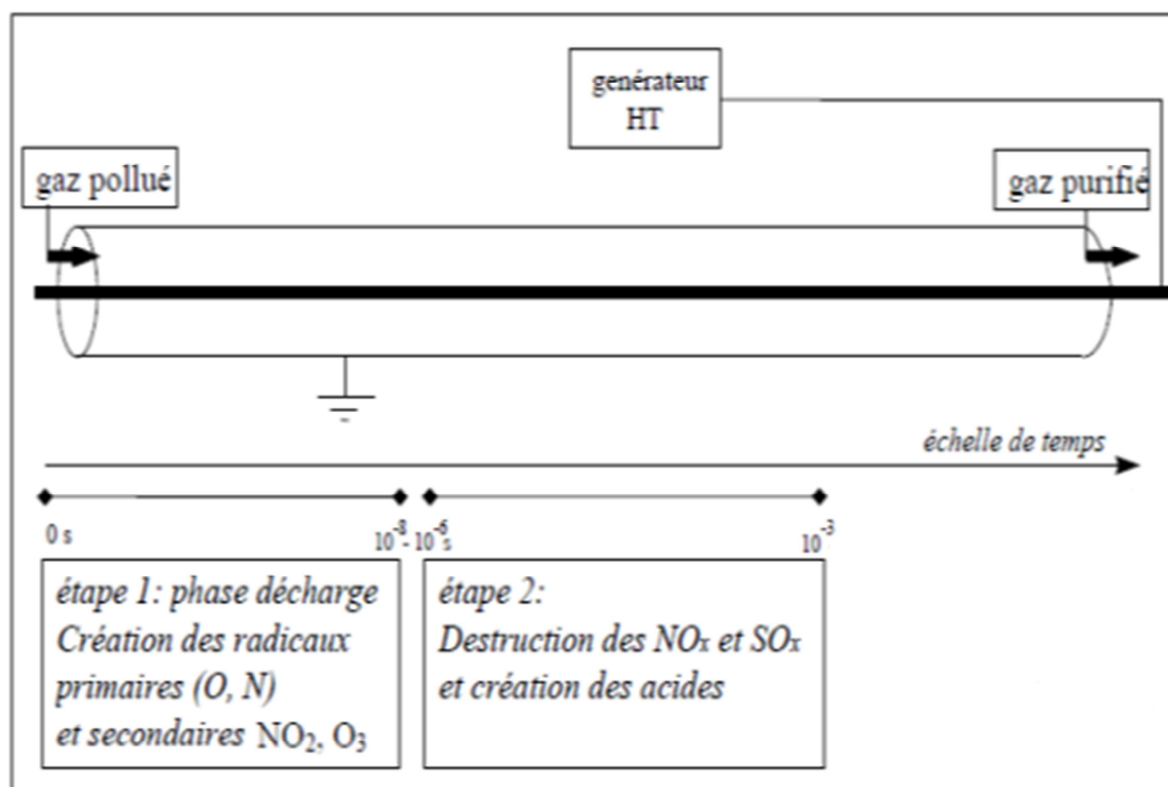 genérateur
HT
gaz pollué
gaz purifié
échelle de temps
0 s
10⁻⁸- 10⁻⁶s
10⁻³
étape 1: phase décharge
Création des radicaux
primaires (O, N)
et secondaires NO₂, O₃
étape 2:
Destruction des NOx et SOx
et création des acides